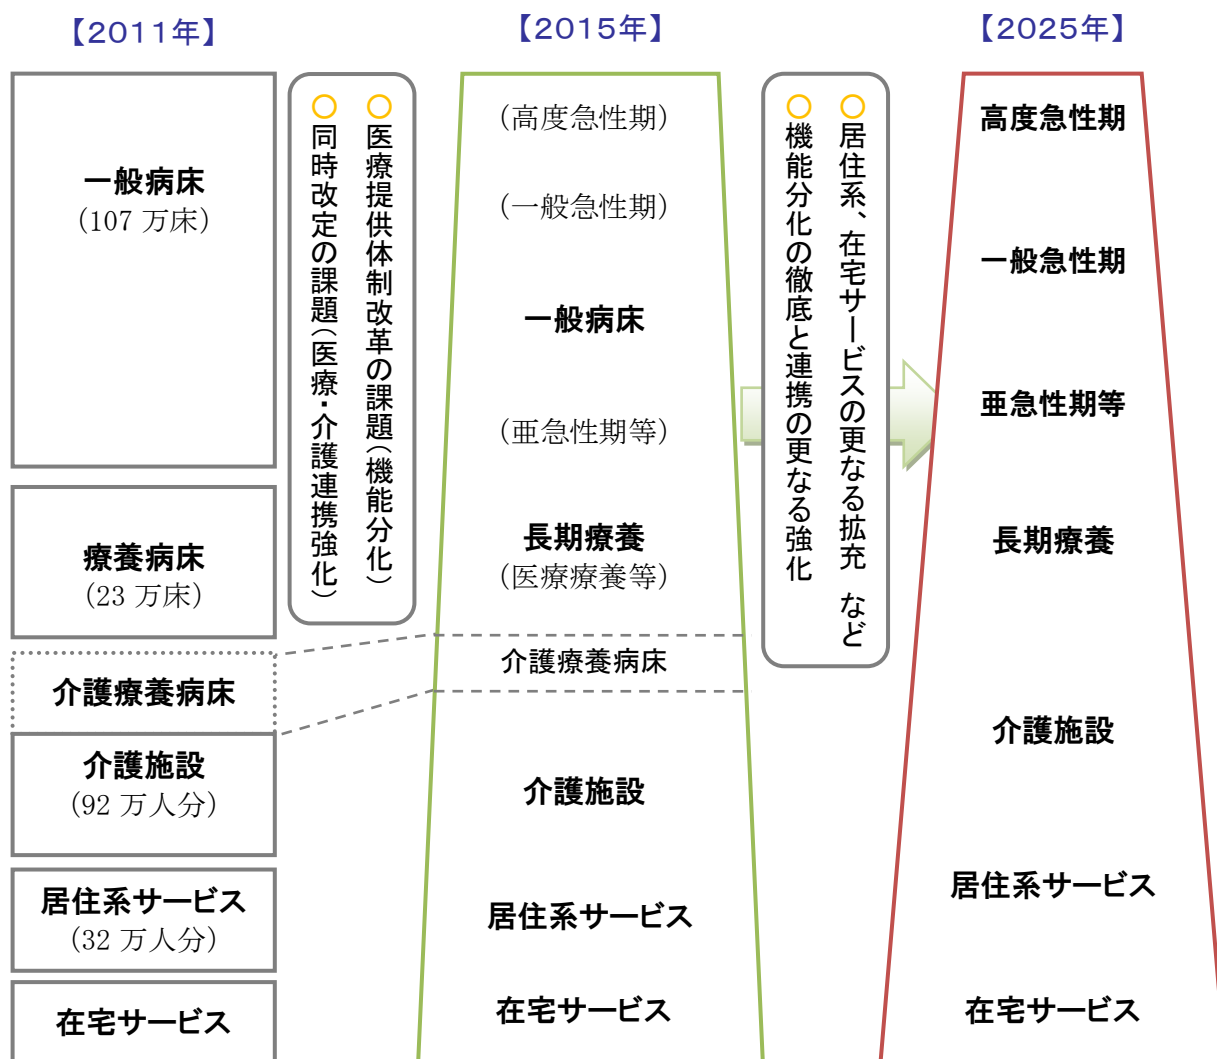 【2011年】
一般病床
(107 万床)
療養病床
(23 万床)
介護療養病床
介護施設
(92 万人分)
居住系サービス
(32 万人分)
在宅サービス
○医療提供体制改革の課題(機能分化)
○同時改定の課題(医療・介護連携強化)
【2015年】
(高度急性期)
(一般急性期)
一般病床
(亜急性期等)
長期療養
(医療療養等)
介護療養病床
介護施設
居住系サービス
在宅サービス
○居住系、在宅サービスの更なる拡充 など
○機能分化の徹底と連携の更なる強化
【2025年】
高度急性期
一般急性期
亜急性期等
長期療養
介護施設
居住系サービス
在宅サービス